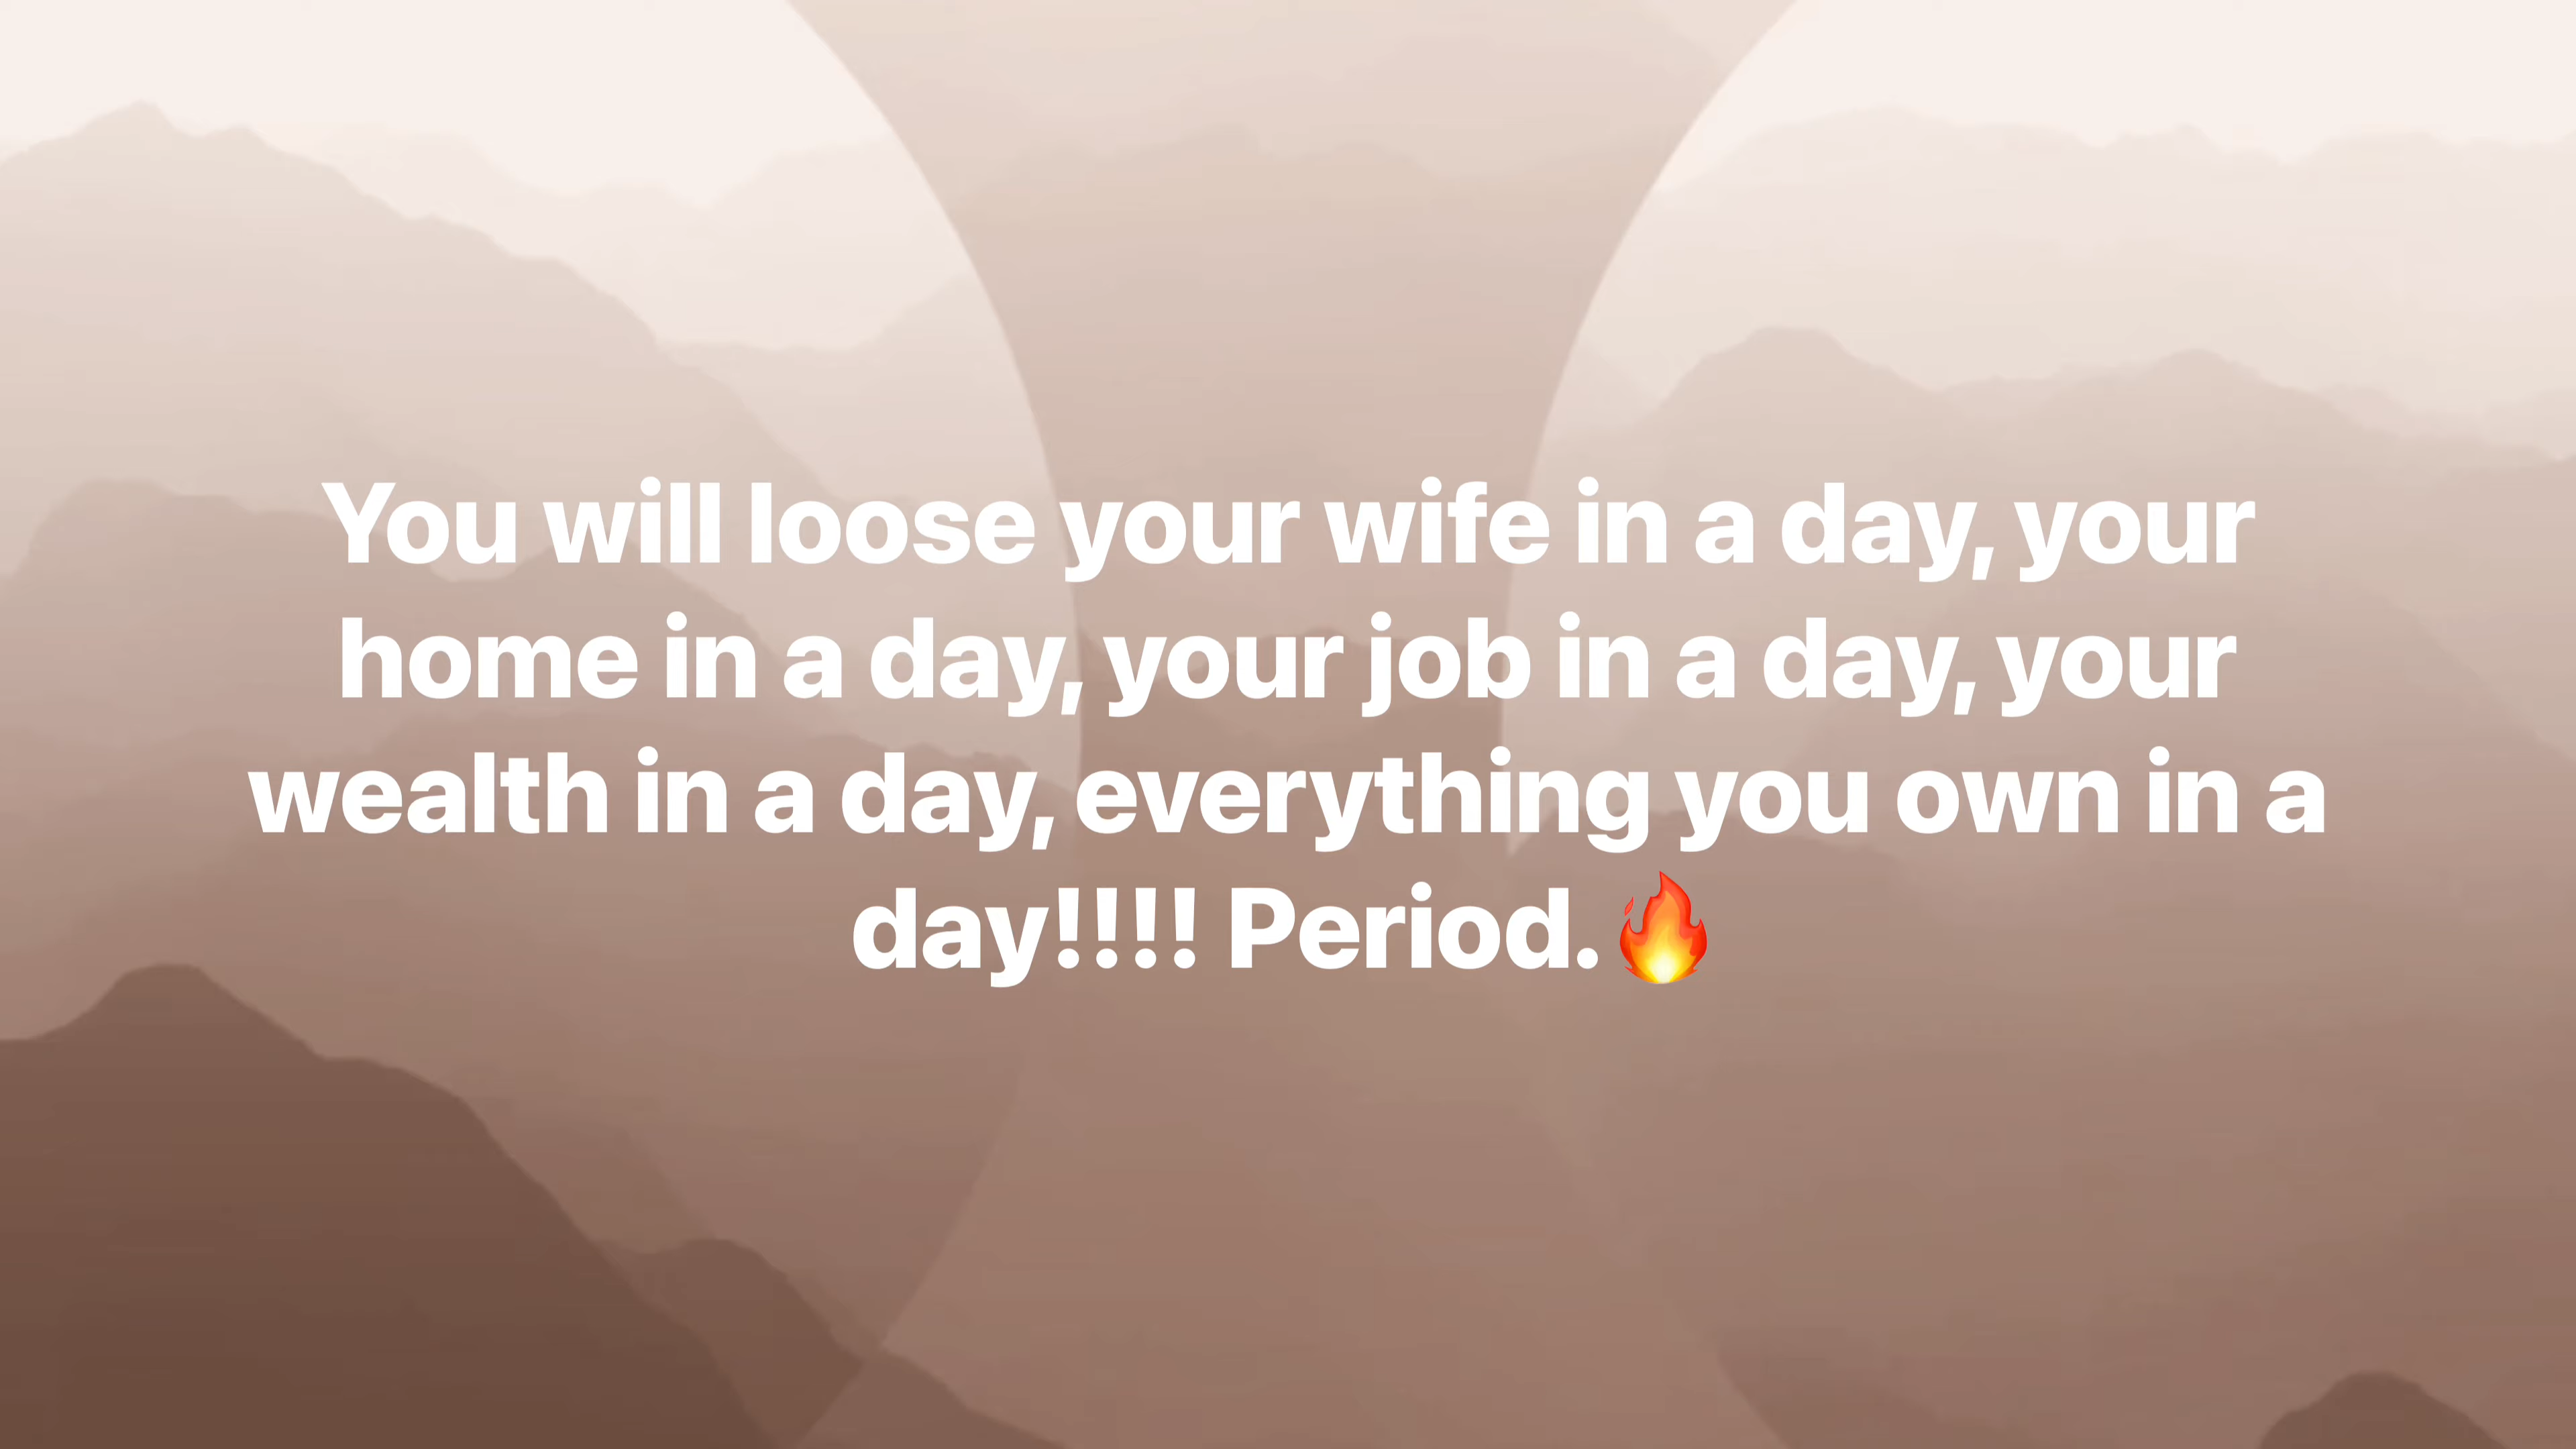 You will loose your wife in a day, your
home in a day, your job in a day, your
wealth in a day, everything you own in a
day!!!! Period.🔥